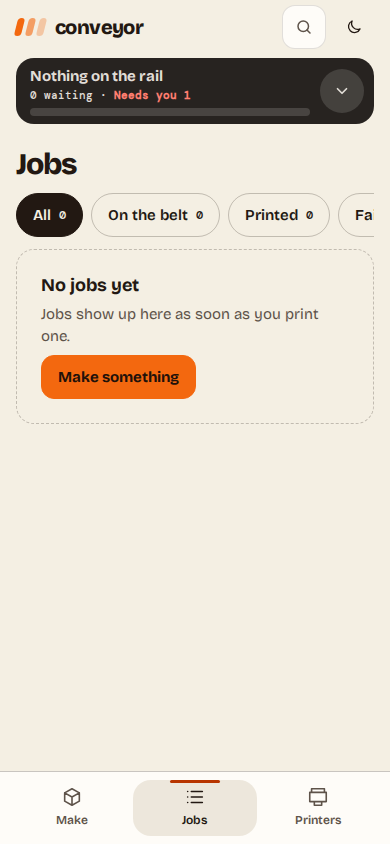 conveyor
Nothing on the rail
0 waiting · Needs you 1
Jobs
All 0
On the belt 0
Printed 0
No jobs yet
Jobs show up here as soon as you print
one.
Make something
Make
Jobs
Printers